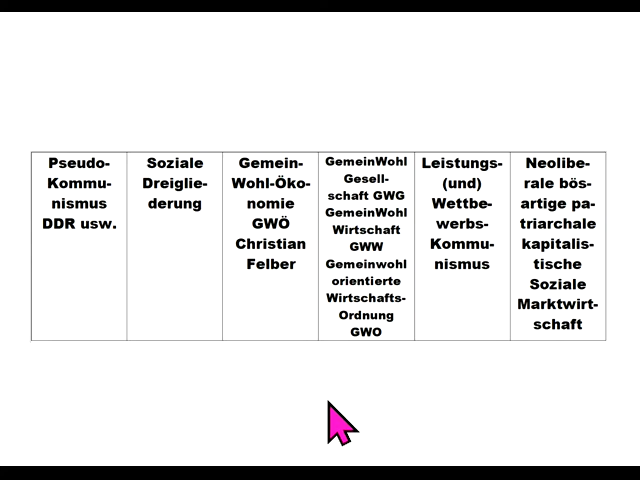 Pseudo-
Kommu-
nismus
DDR usw.
Soziale
Dreiglie-
derung
Gemein-
Wohl-Öko-
nomie
GWÖ
Christian
Felber
GemeinWohl
Gesell-
schaft GWG
GemeinWohl
Wirtschaft
GWW
Gemeinwohl
orientierte
Wirtschafts-
Ordnung
GWO
Leistungs-
(und)
Wettbe-
werbs-
Kommu-
nismus
Neolibe-
rale bös-
artige pa-
triarchale
kapitalis-
tische
Soziale
Marktwirt-
schaft